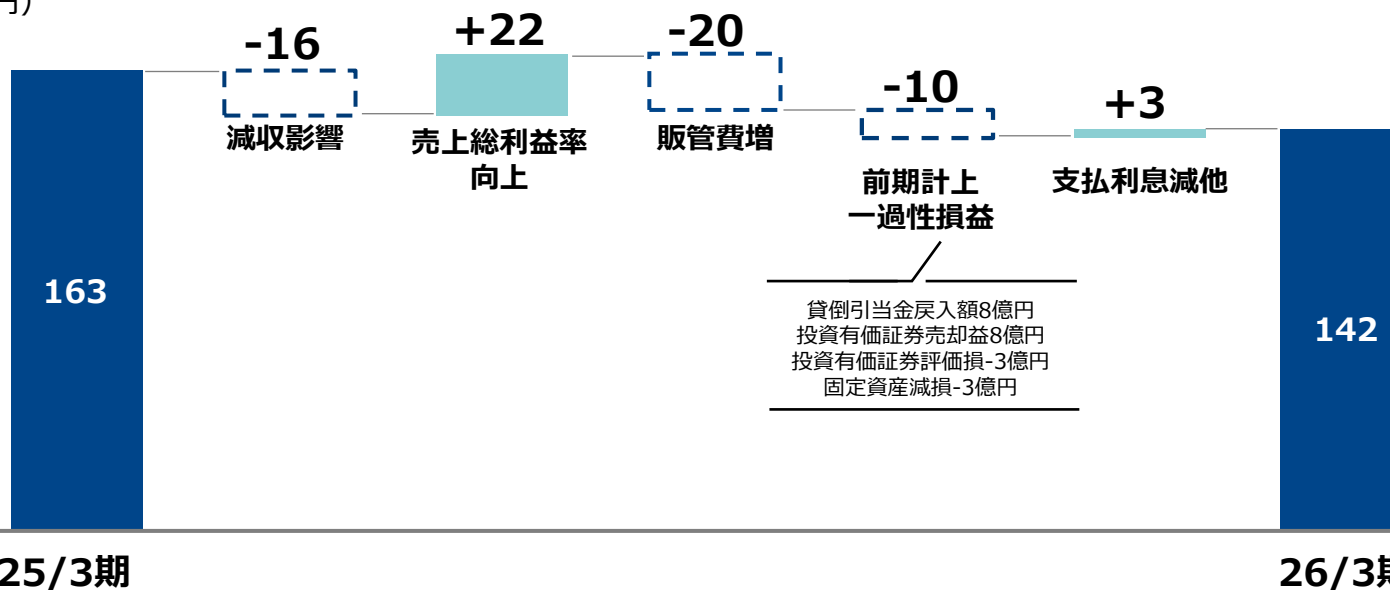 円)
-16
+22
-20
-10
+3
減収影響
売上総利益率
向上
販管費増
前期計上
一過性損益
支払利息減他
163
142
貸倒引当金戻入額8億円
投資有価証券売却益8億円
投資有価証券評価損-3億円
固定資産減損-3億円
25/3期
26/3期